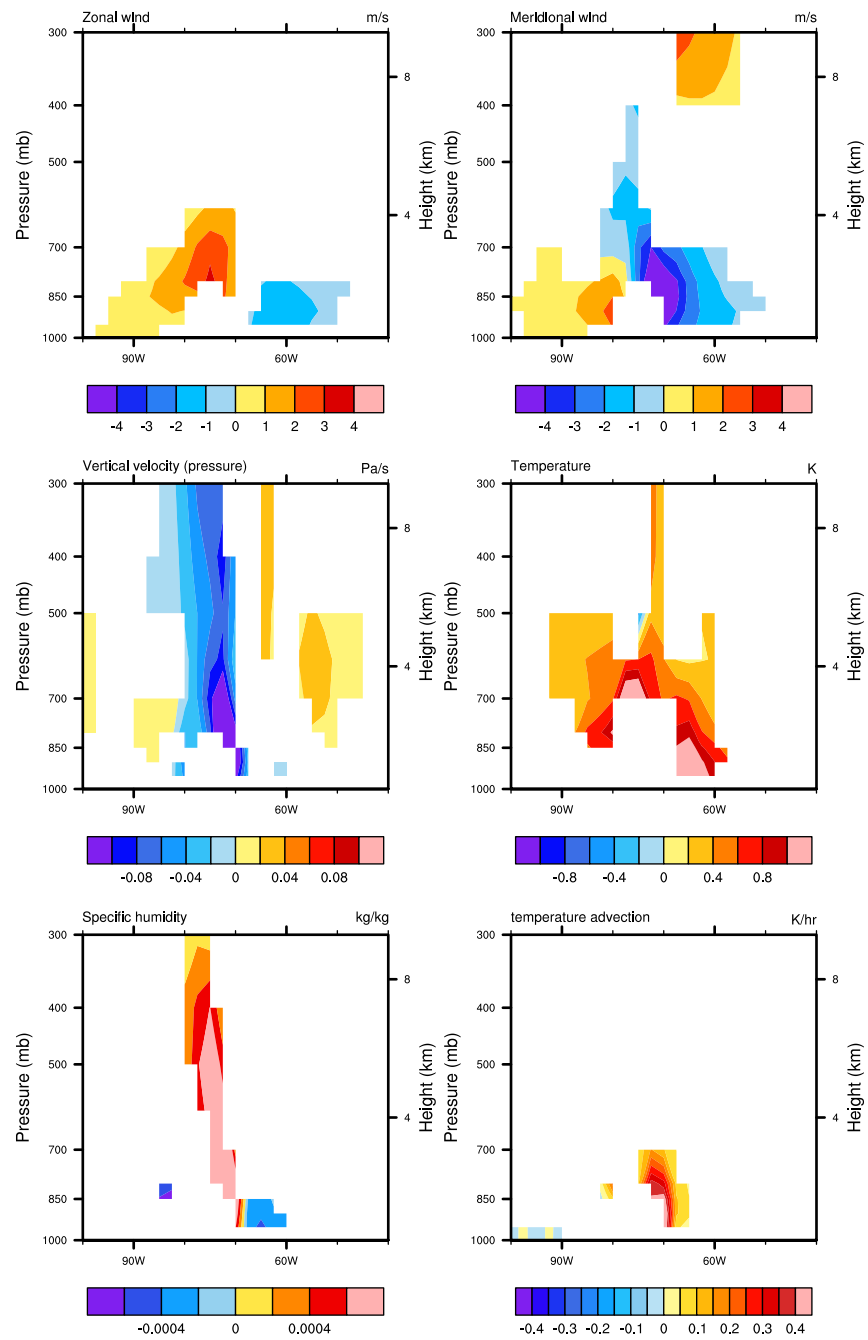 Zonal wind m/s
Meridional wind m/s
300
400
500
700
850
1000
Pressure (mb)
8
4
Height (km)
90W 60W
300
400
500
700
850
1000
Pressure (mb)
8
4
Height (km)
90W 60W
-4 -3 -2 -1 0 1 2 3 4
-4 -3 -2 -1 0 1 2 3 4
Vertical velocity (pressure) Pa/s
Temperature K
300
400
500
700
850
1000
Pressure (mb)
8
4
Height (km)
90W 60W
300
400
500
700
850
1000
Pressure (mb)
8
4
Height (km)
90W 60W
-0.08 -0.04 0 0.04 0.08
-0.8 -0.4 0 0.4 0.8
Specific humidity kg/kg
temperature advection K/hr
300
400
500
700
850
1000
Pressure (mb)
8
4
Height (km)
90W 60W
300
400
500
700
850
1000
Pressure (mb)
8
4
Height (km)
90W 60W
-0.0004 0 0.0004
-0.4 -0.3 -0.2 -0.1 0 0.1 0.2 0.3 0.4